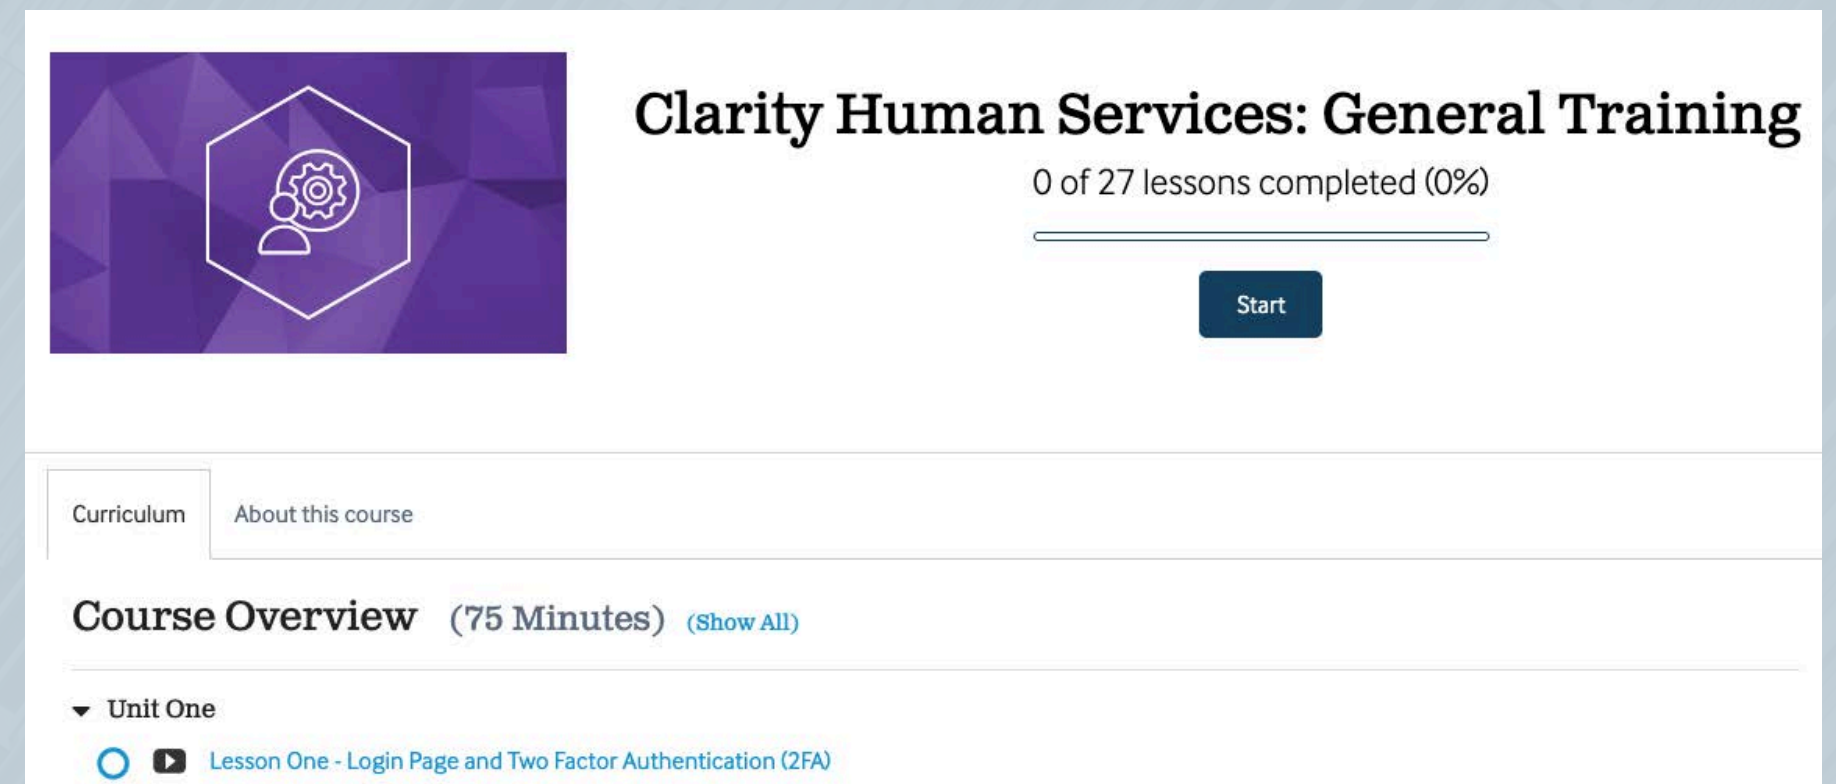 Clarity Human Services: General Training
0 of 27 lessons completed (0%)
Start
Curriculum
About this course
Course Overview (75 Minutes) (Show All)
Unit One
Lesson One - Login Page and Two Factor Authentication (2FA)